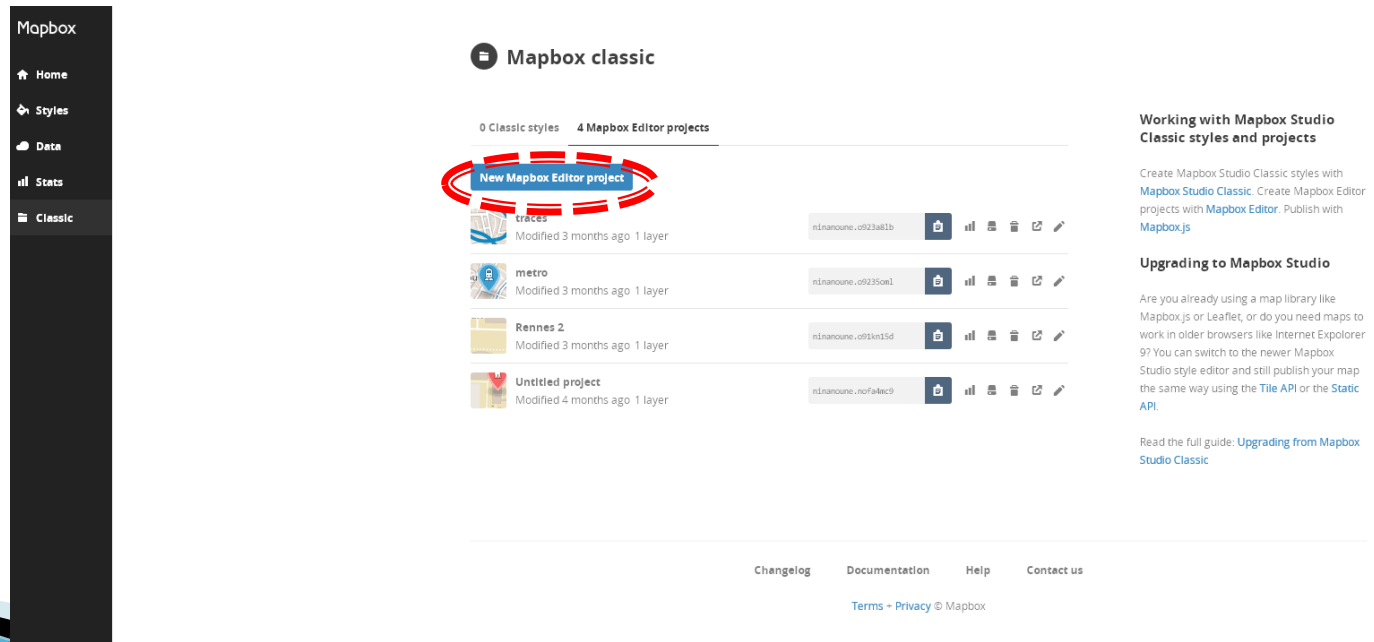 Mapbox
Home
Styles
Data
Stats
Classic
Mapbox classic
0 Classic styles 4 Mapbox Editor projects
New Mapbox Editor project
traces
Modified 3 months ago 1 layer
ninanoune.o923a81b
metro
Modified 3 months ago 1 layer
ninanoune.o9235oml
Rennes 2
Modified 3 months ago 1 layer
ninanoune.o91kn15d
Untitled project
Modified 4 months ago 1 layer
ninanoune.nofa4mc9
Working with Mapbox Studio
Classic styles and projects
Create Mapbox Studio Classic styles with
Mapbox Studio Classic. Create Mapbox Editor
projects with Mapbox Editor. Publish with
Mapbox.js
Upgrading to Mapbox Studio
Are you already using a map library like
Mapbox.js or Leaflet, or do you need maps to
work in older browsers like Internet Expolorer
9? You can switch to the newer Mapbox
Studio style editor and still publish your map
the same way using the Tile API or the Static
API.
Read the full guide: Upgrading from Mapbox
Studio Classic
Changelog Documentation Help Contact us
Terms + Privacy © Mapbox